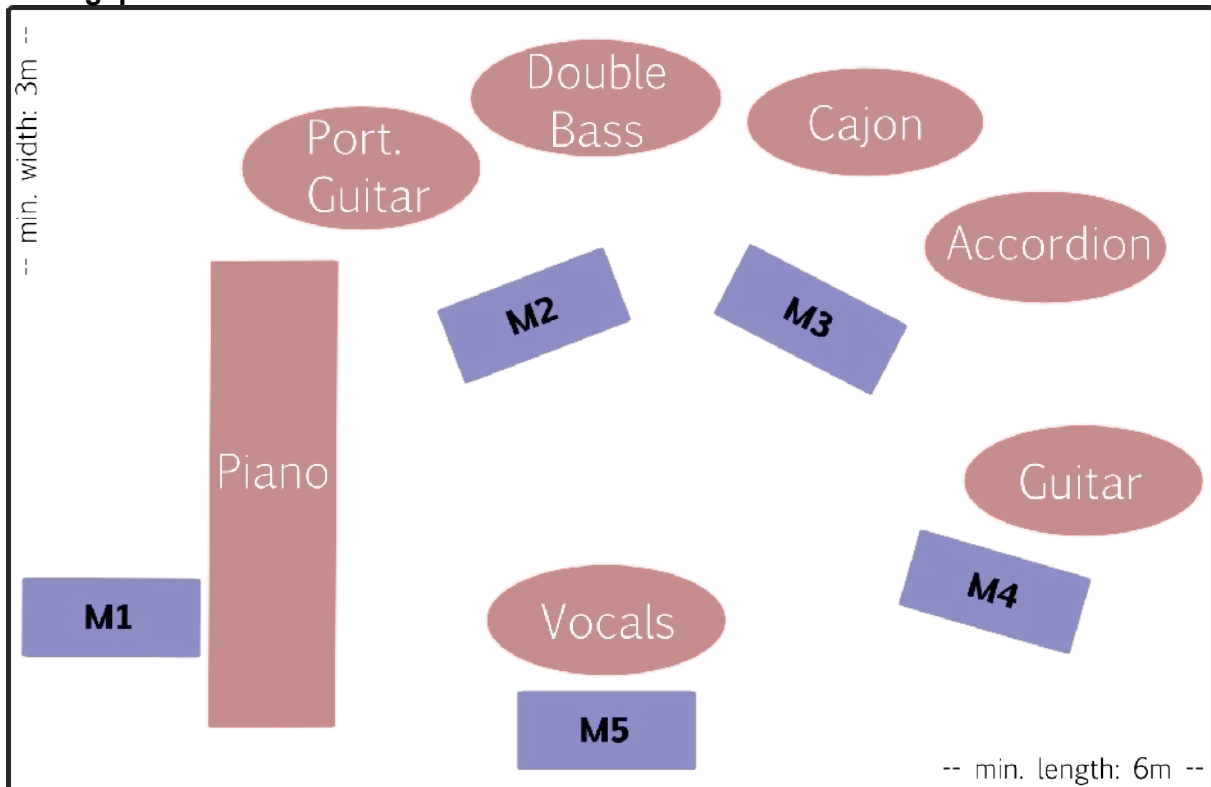 -- min. width: 3m --
Double
Bass
Port.
Guitar
Cajon
Accordion
M2
M3
Piano
Guitar
M1
M4
Vocals
M5
-- min. length: 6m --